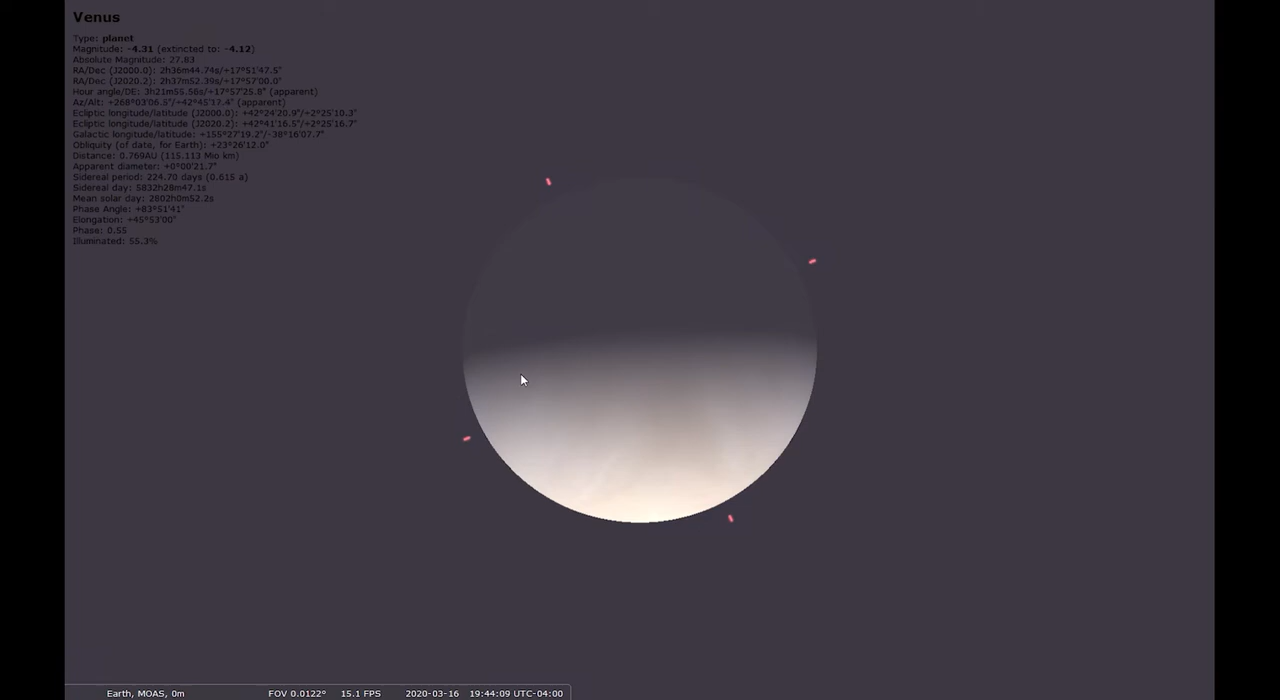 Venus
Type: planet
Magnitude: -4.31 (extincted to: -4.12)
Absolute Magnitude: 27.83
RA/Dec (J2000.0): 2h36m44.74s/+17°51'47.5"
RA/Dec (J2020.2): 2h37m52.39s/+17°57'00.0"
Hour angle/DE: 3h21m55.56s/+17°57'25.8" (apparent)
Az/Alt: +268°03'06.5"/+42°45'17.4" (apparent)
Ecliptic longitude/latitude (J2000.0): +42°24'20.9"/+2°25'10.3"
Ecliptic longitude/latitude (J2020.2): +42°41'16.5"/+2°25'16.7"
Galactic longitude/latitude: +155°27'19.2"/-38°16'07.7"
Obliquity (of date, for Earth): +23°26'12.0"
Distance: 0.769AU (115.113 Mio km)
Apparent diameter: +0°00'21.7"
Sidereal period: 224.70 days (0.615 a)
Sidereal day: 5832h28m47.1s
Mean solar day: 2802h0m52.2s
Phase Angle: +83°51'41"
Elongation: +45°53'00"
Phase: 0.55
Illuminated: 55.3%
Earth, MOAS, 0m FOV 0.0122° 15.1 FPS 2020-03-16 19:44:09 UTC-04:00